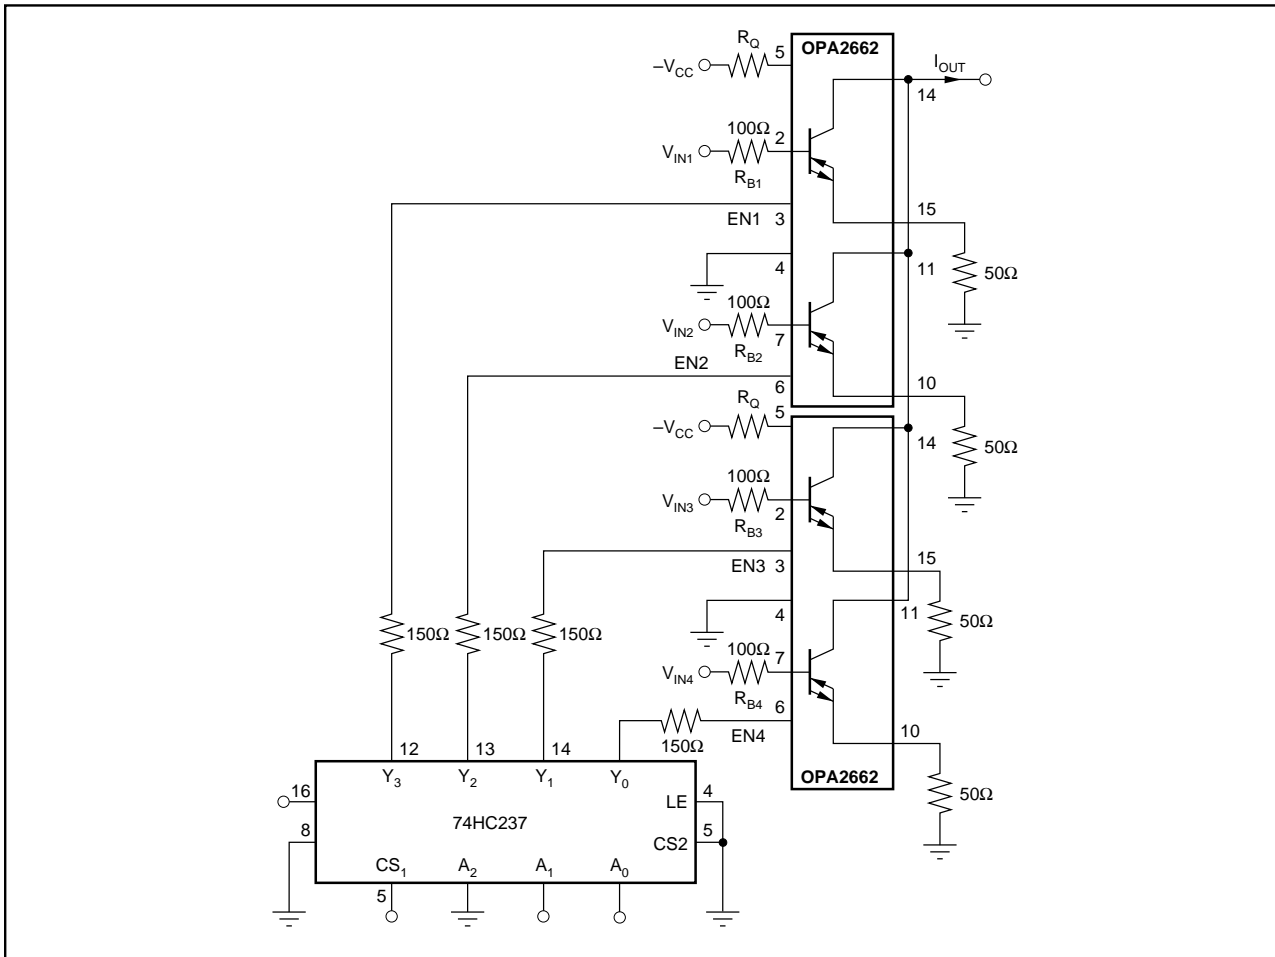 R_Q
5
OPA2662
–V_CC
I_OUT
14
100Ω
2
V_IN1
R_B1
15
EN1
3
4
11
50Ω
100Ω
V_IN2
7
R_B2
EN2
6
10
R_Q
5
–V_CC
14
50Ω
100Ω
V_IN3
2
R_B3
15
EN3
3
4
11
50Ω
150Ω
150Ω
150Ω
100Ω
7
V_IN4
R_B4
6
EN4
150Ω
10
OPA2662
50Ω
12
13
14
Y_3
Y_2
Y_1
Y_0
16
LE
4
74HC237
8
CS2
5
CS_1
A_2
A_1
A_0
5